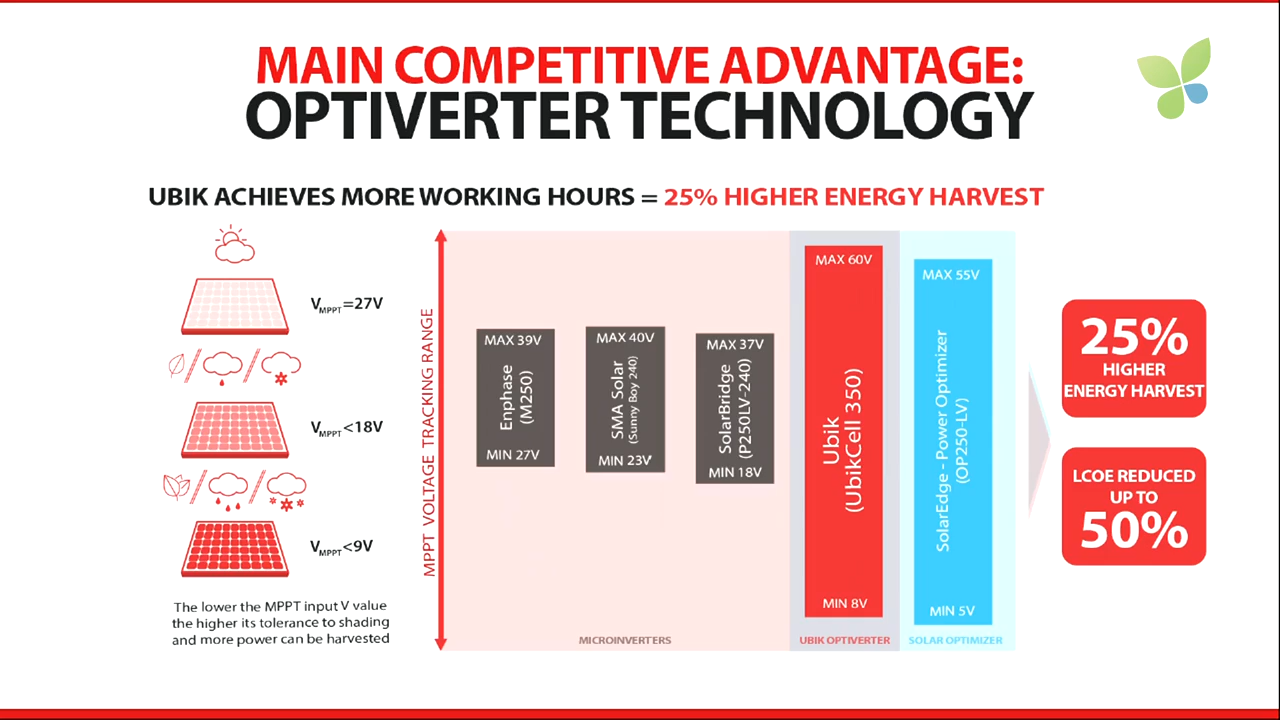 MAIN COMPETITIVE ADVANTAGE:
OPTIVERTER TECHNOLOGY
UBIK ACHIEVES MORE WORKING HOURS = 25% HIGHER ENERGY HARVEST
VMPPT=27V
VMPPT<18V
VMPPT<9V
The lower the MPPT input V value
the higher its tolerance to shading
and more power can be harvested
MPPT VOLTAGE TRACKING RANGE
MAX 39V
Enphase
(M250)
MIN 27V
MAX 40V
SMA Solar
(Sunny Boy 240)
MIN 23V
MAX 37V
SolarBridge
(P250LV-240)
MIN 18V
MICROINVERTERS
MAX 60V
Ubik
(UbikCell 350)
MIN 8V
UBIK OPTIVERTER
MAX 55V
SolarEdge - Power Optimizer
(OP250-LV)
MIN 5V
SOLAR OPTIMIZER
25%
HIGHER
ENERGY HARVEST
LCOE REDUCED
UP TO
50%